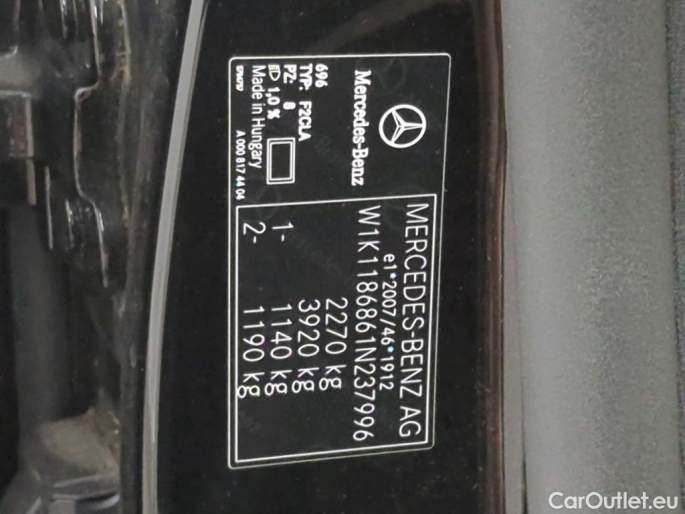 Mercedes-Benz
696
TYP: F2CLA
PZ: 8
1,0 %
Made in Hungary
A 000 817 44 04
MERCEDES-BENZ AG
e1*2007/46*1912
W1K1186861N237996
2270 kg
3920 kg
1- 1140 kg
2- 1190 kg
CarOutlet.eu